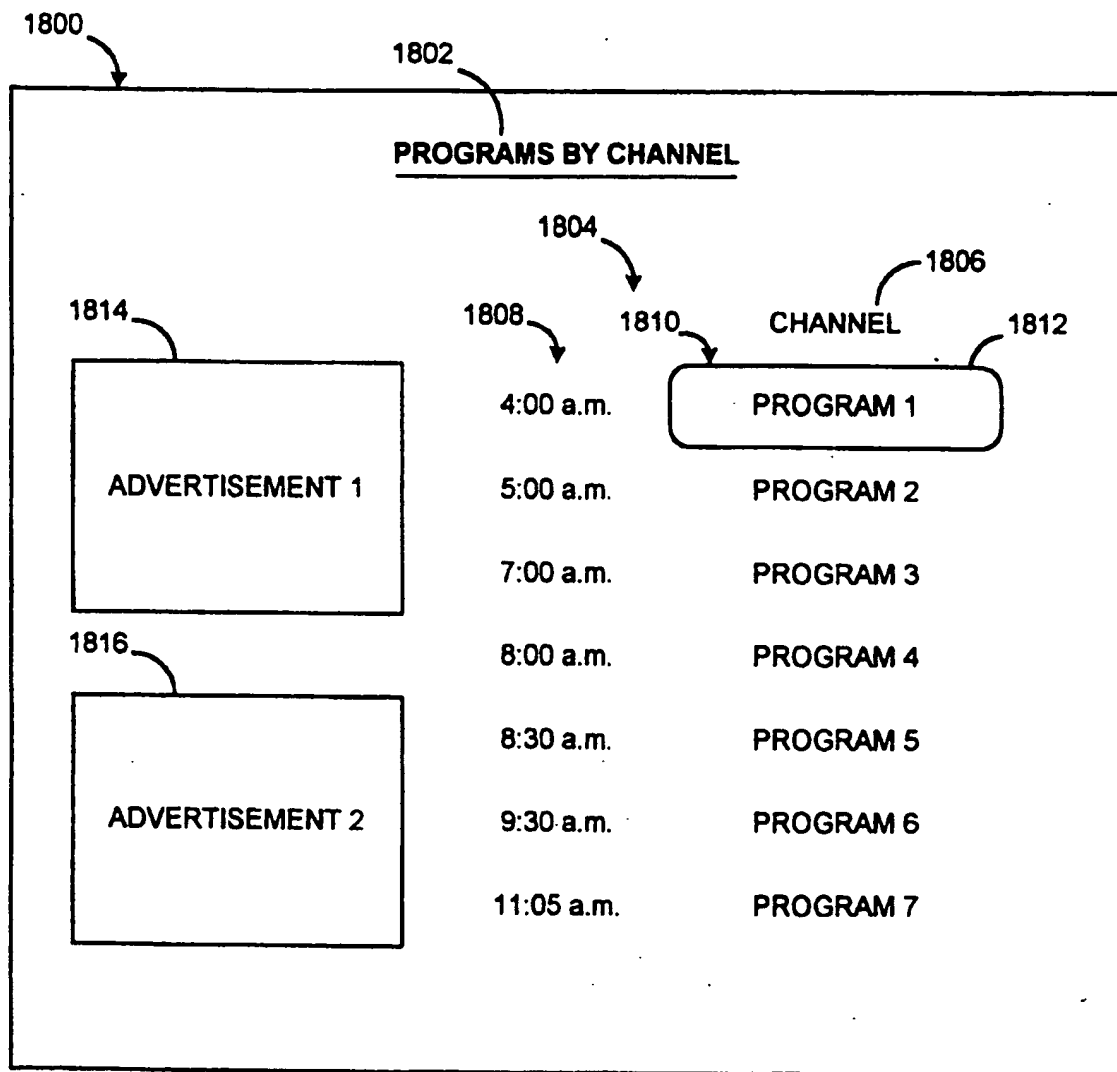 1800
1802
PROGRAMS BY CHANNEL
1804
1806
1814
1808
1810
CHANNEL
1812
4:00 a.m.
PROGRAM 1
ADVERTISEMENT 1
5:00 a.m.
PROGRAM 2
7:00 a.m.
PROGRAM 3
1816
8:00 a.m.
PROGRAM 4
8:30 a.m.
PROGRAM 5
ADVERTISEMENT 2
9:30 a.m.
PROGRAM 6
11:05 a.m.
PROGRAM 7